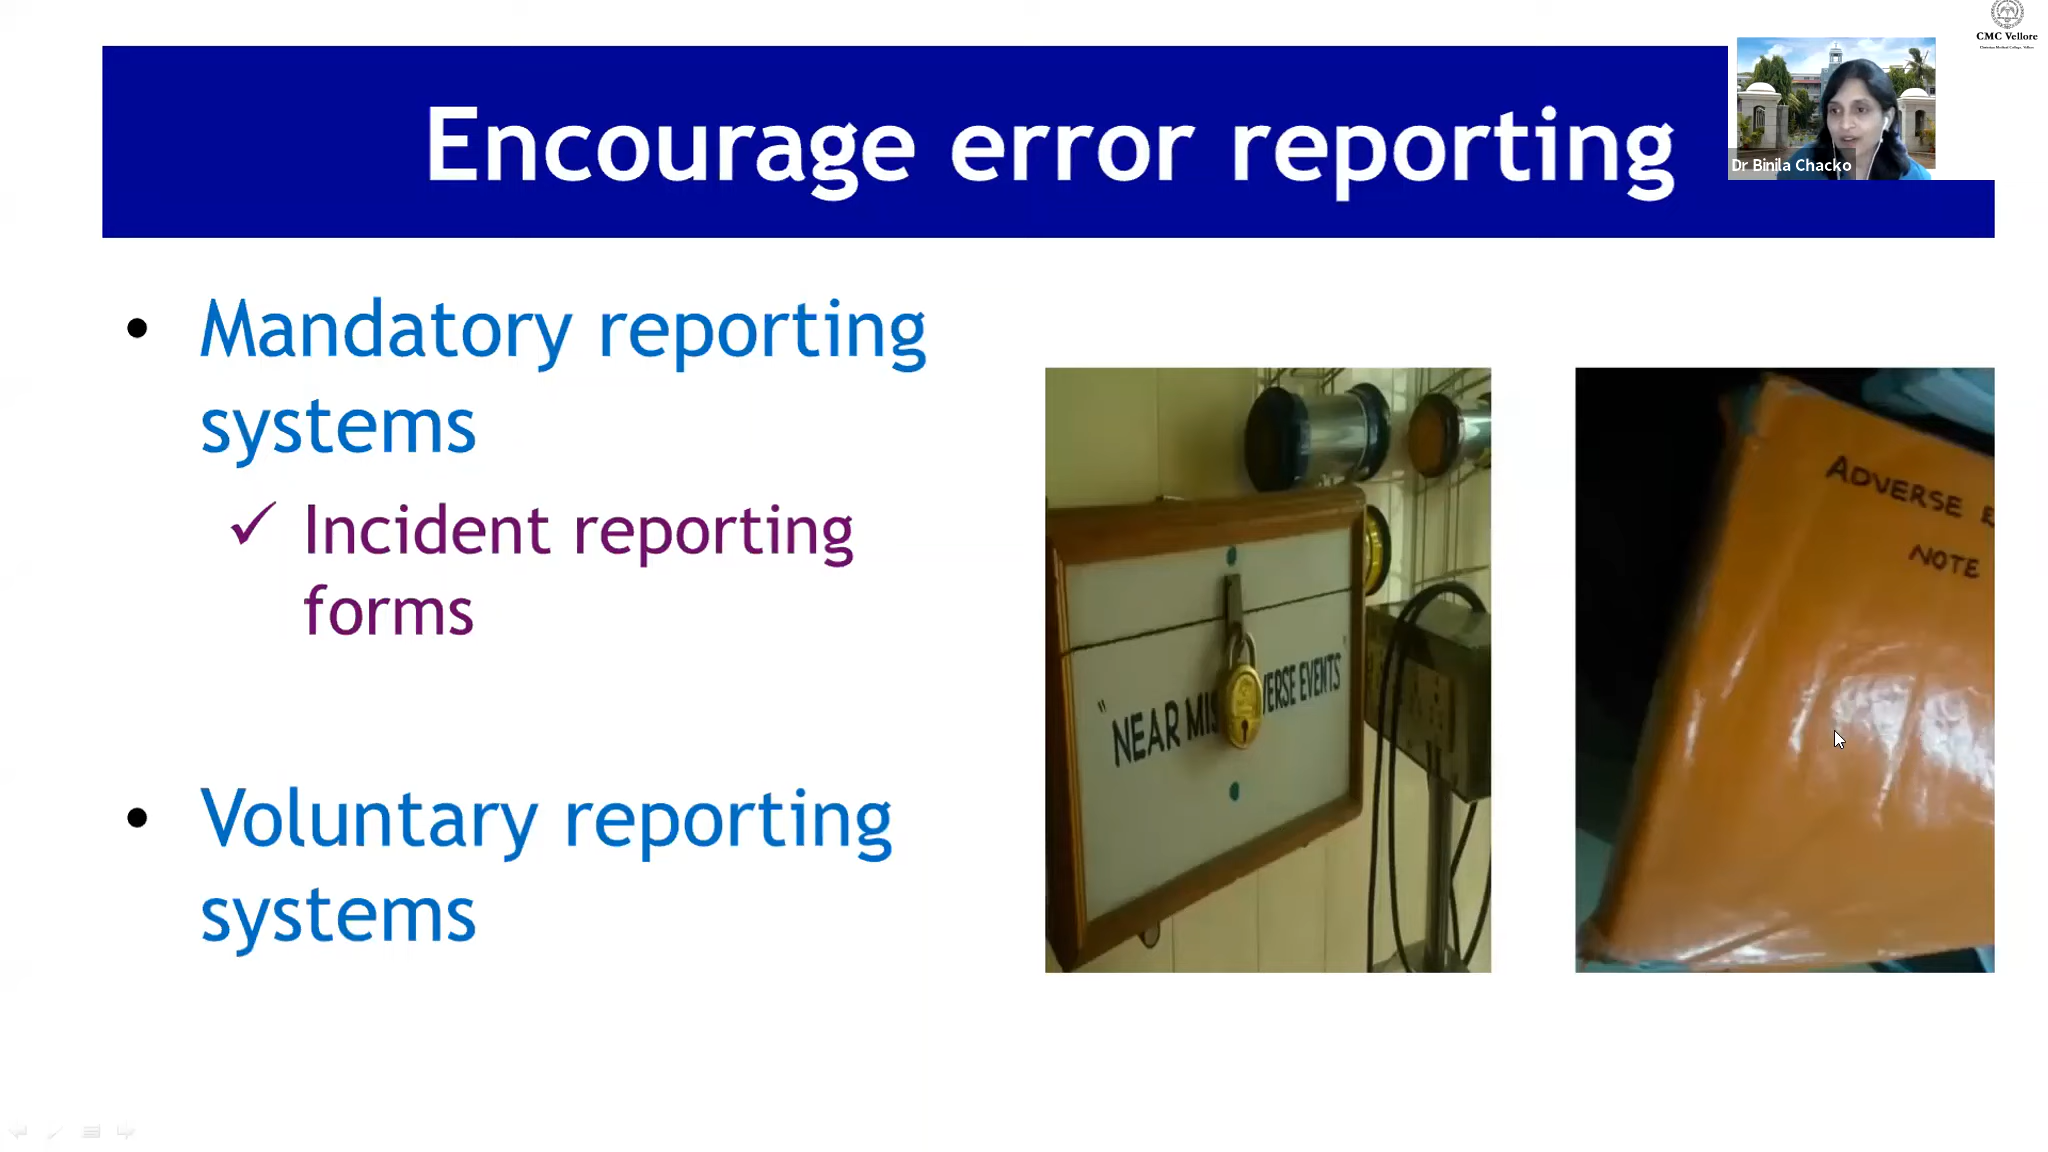 CMC Vellore
Encourage error reporting
Dr Binila Chacko
Mandatory reporting
systems
Incident reporting
forms
Voluntary reporting
systems
"NEAR MIS VERSE EVENTS"
ADVERSE E
NOTE